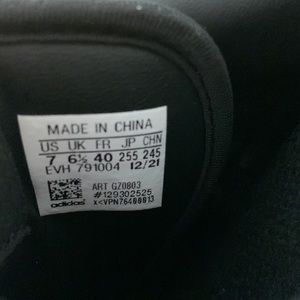 MADE IN CHINA
US UK FR JP CHN
7 6½ 40 255 245
EVH 791004 12/21
ART GZ0803
#129302525
adidas x<VPN76400013